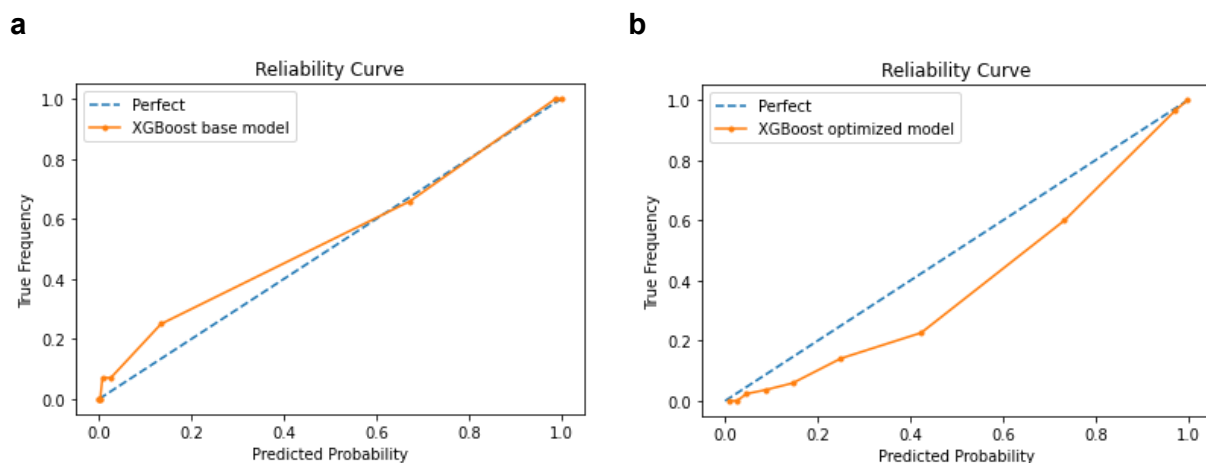 a
Reliability Curve
Perfect
XGBoost base model
True Frequency
1.0
0.8
0.6
0.4
0.2
0.0
0.0 0.2 0.4 0.6 0.8 1.0
Predicted Probability
b
Reliability Curve
Perfect
XGBoost optimized model
True Frequency
1.0
0.8
0.6
0.4
0.2
0.0
0.0 0.2 0.4 0.6 0.8 1.0
Predicted Probability